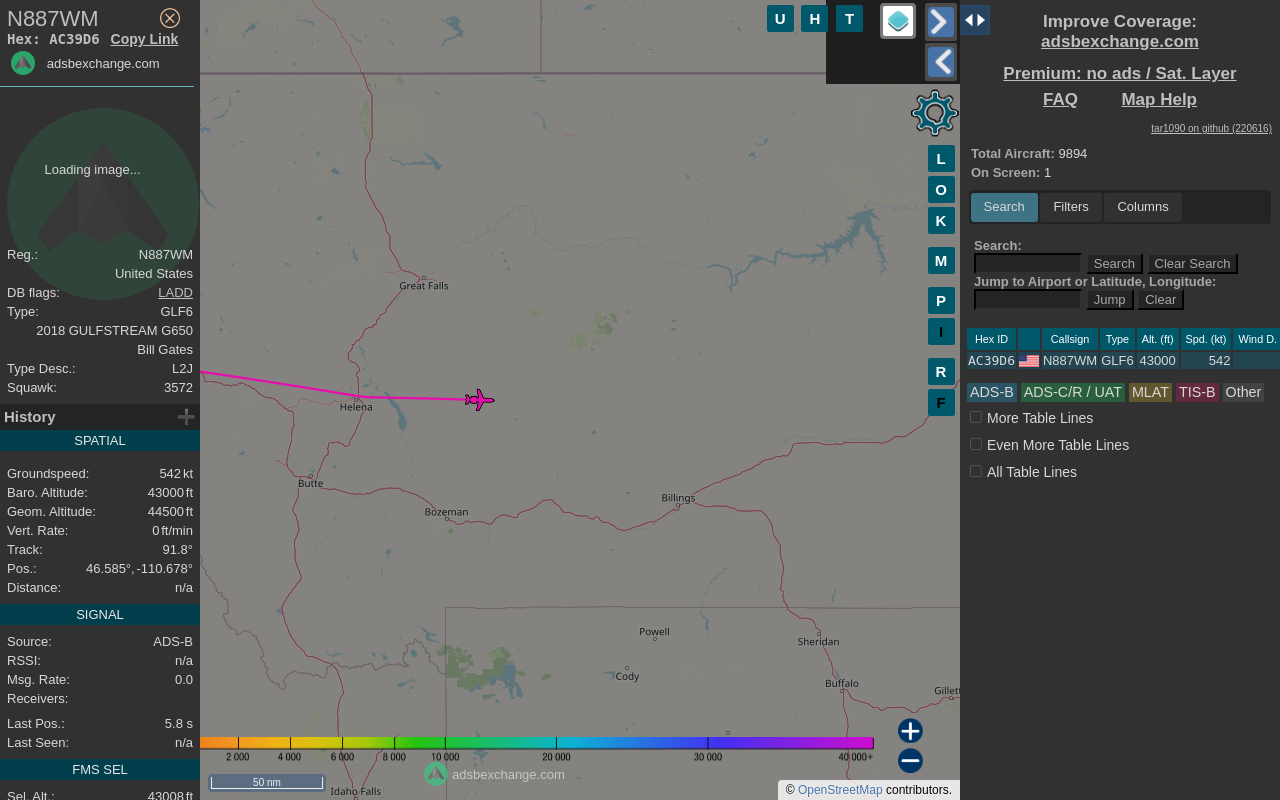 N887WM
Hex: AC39D6 Copy Link
adsbexchange.com
Loading image...
Reg.: N887WM
United States
DB flags: LADD
Type: GLF6
2018 GULFSTREAM G650
Bill Gates
Type Desc.: L2J
Squawk: 3572
History
SPATIAL
Groundspeed: 542 kt
Baro. Altitude: 43000 ft
Geom. Altitude: 44500 ft
Vert. Rate: 0 ft/min
Track: 91.8°
Pos.: 46.585°, -110.678°
Distance: n/a
SIGNAL
Source: ADS-B
RSSI: n/a
Msg. Rate: 0.0
Receivers:
Last Pos.: 5.8 s
Last Seen: n/a
FMS SEL
Sel. Alt.: 43008 ft
U H T
L
O
K
M
P
I
R
F
Great Falls
Helena
Butte
Bozeman
Billings
Powell
Cody
Sheridan
Buffalo
Gillett
Idaho Falls
2 000 4 000 6 000 8 000 10 000 20 000 30 000 40 000+
adsbexchange.com
50 nm
© OpenStreetMap contributors.
Improve Coverage:
adsbexchange.com
Premium: no ads / Sat. Layer
FAQ Map Help
tar1090 on github (220616)
Total Aircraft: 9894
On Screen: 1
Search Filters Columns
Search:
Search Clear Search
Jump to Airport or Latitude, Longitude:
Jump Clear
Hex ID Callsign Type Alt. (ft) Spd. (kt) Wind D.
AC39D6 N887WM GLF6 43000 542
ADS-B ADS-C/R / UAT MLAT TIS-B Other
More Table Lines
Even More Table Lines
All Table Lines